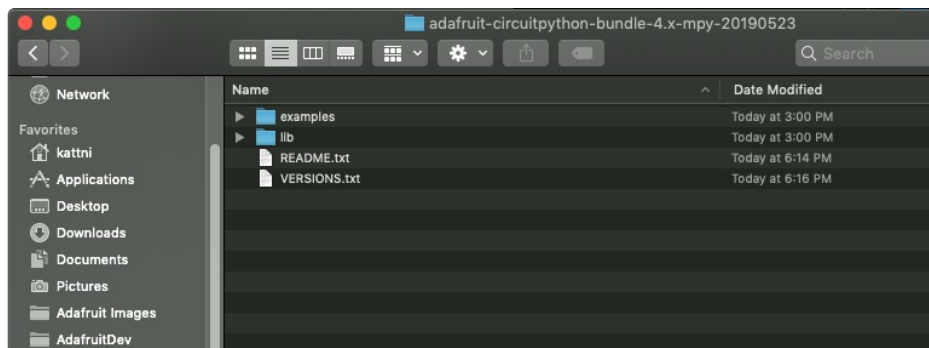 adafruit-circuitpython-bundle-4.x-mpy-20190523
Search
Network
Favorites
kattni
Applications
Desktop
Downloads
Documents
Pictures
Adafruit Images
AdafruitDev
Name Date Modified
examples Today at 3:00 PM
lib Today at 3:00 PM
README.txt Today at 6:14 PM
VERSIONS.txt Today at 6:16 PM